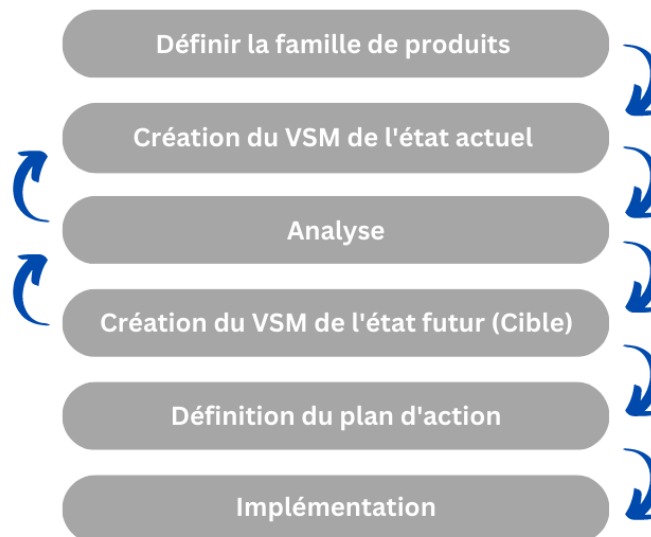 Définir la famille de produits
Création du VSM de l'état actuel
Analyse
Création du VSM de l'état futur (Cible)
Définition du plan d'action
Implémentation